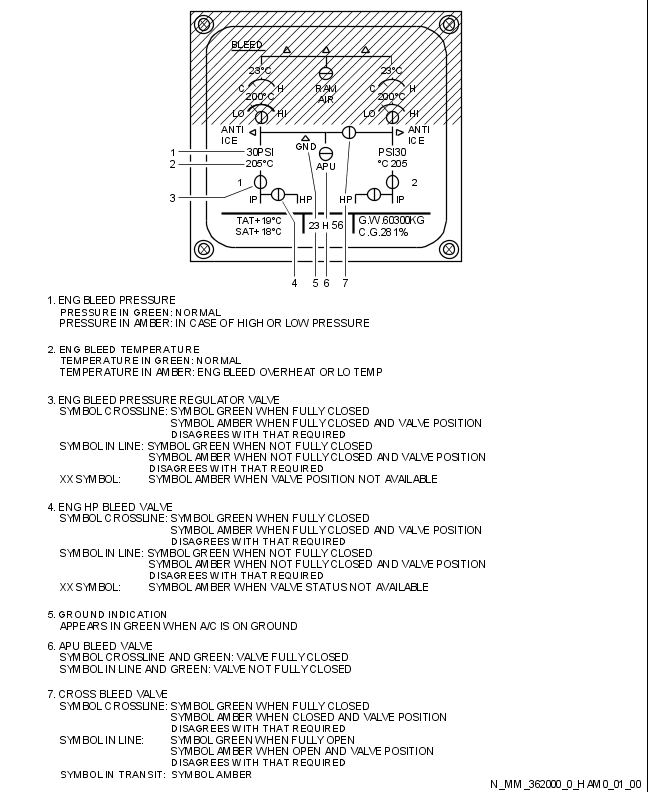 BLEED
23°C 23°C
C H RAM C H
200°C AIR 200°C
LO HI LO HI
ANTI ICE GND ANTI ICE
1 30PSI PSI30
2 205°C APU °C 205
1 2
3 IP HP HP IP
TAT+19°C 23 H 56 G.W.60300KG
SAT+18°C C.G.281%
4 5 6 7
1. ENG BLEED PRESSURE
PRESSURE IN GREEN: NORMAL
PRESSURE IN AMBER: IN CASE OF HIGH OR LOW PRESSURE
2. ENG BLEED TEMPERATURE
TEMPERATURE IN GREEN: NORMAL
TEMPERATURE IN AMBER: ENG BLEED OVERHEAT OR LO TEMP
3. ENG BLEED PRESSURE REGULATOR VALVE
SYMBOL CROSSLINE: SYMBOL GREEN WHEN FULLY CLOSED
SYMBOL AMBER WHEN FULLY CLOSED AND VALVE POSITION
DISAGREES WITH THAT REQUIRED
SYMBOL IN LINE: SYMBOL GREEN WHEN NOT FULLY CLOSED
SYMBOL AMBER WHEN NOT FULLY CLOSED AND VALVE POSITION
DISAGREES WITH THAT REQUIRED
XX SYMBOL: SYMBOL AMBER WHEN VALVE POSITION NOT AVAILABLE
4. ENG HP BLEED VALVE
SYMBOL CROSSLINE: SYMBOL GREEN WHEN FULLY CLOSED
SYMBOL AMBER WHEN FULLY CLOSED AND VALVE POSITION
DISAGREES WITH THAT REQUIRED
SYMBOL IN LINE: SYMBOL GREEN WHEN NOT FULLY CLOSED
SYMBOL AMBER WHEN NOT FULLY CLOSED AND VALVE POSITION
DISAGREES WITH THAT REQUIRED
XX SYMBOL: SYMBOL AMBER WHEN VALVE STATUS NOT AVAILABLE
5. GROUND INDICATION
APPEARS IN GREEN WHEN A/C IS ON GROUND
6. APU BLEED VALVE
SYMBOL CROSSLINE AND GREEN: VALVE FULLY CLOSED
SYMBOL IN LINE AND GREEN: VALVE NOT FULLY CLOSED
7. CROSS BLEED VALVE
SYMBOL CROSSLINE: SYMBOL GREEN WHEN FULLY CLOSED
SYMBOL AMBER WHEN CLOSED AND VALVE POSITION
DISAGREES WITH THAT REQUIRED
SYMBOL IN LINE: SYMBOL GREEN WHEN FULLY OPEN
SYMBOL AMBER WHEN OPEN AND VALVE POSITION
DISAGREES WITH THAT REQUIRED
SYMBOL IN TRANSIT: SYMBOL AMBER
N_MM_362000_0_HAM0_01_00